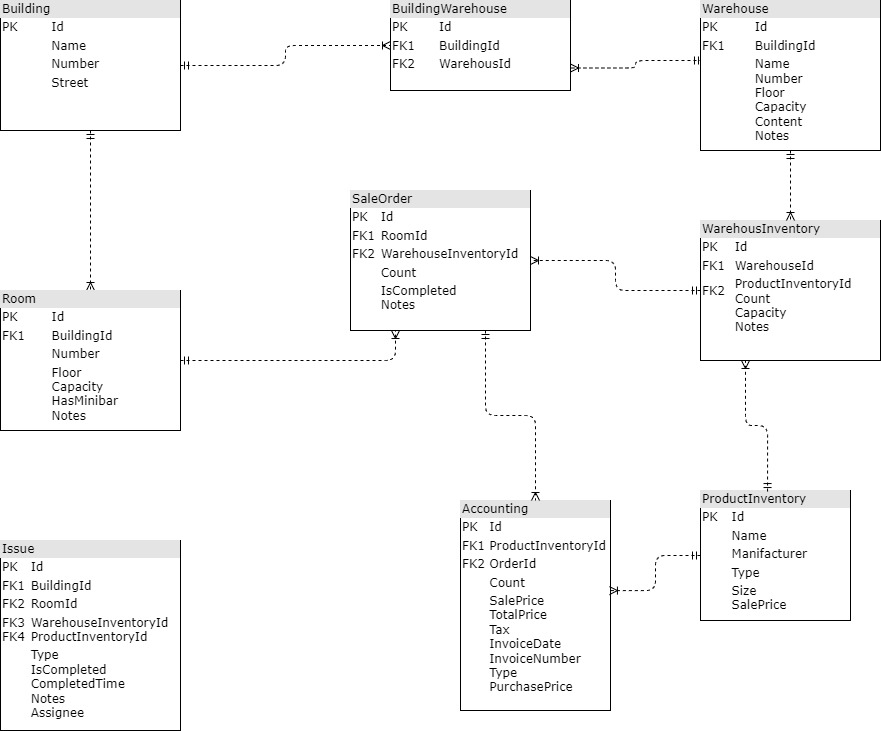 Building
PK Id
Name
Number
Street
BuildingWarehouse
PK Id
FK1 BuildingId
FK2 WarehousId
Warehouse
PK Id
FK1 BuildingId
Name
Number
Floor
Capacity
Content
Notes
SaleOrder
PK Id
FK1 RoomId
FK2 WarehouseInventoryId
Count
IsCompleted
Notes
WarehousInventory
PK Id
FK1 WarehouseId
FK2 ProductInventoryId
Count
Capacity
Notes
Room
PK Id
FK1 BuildingId
Number
Floor
Capacity
HasMinibar
Notes
Accounting
PK Id
FK1 ProductInventoryId
FK2 OrderId
Count
SalePrice
TotalPrice
Tax
InvoiceDate
InvoiceNumber
Type
PurchasePrice
ProductInventory
PK Id
Name
Manifacturer
Type
Size
SalePrice
Issue
PK Id
FK1 BuildingId
FK2 RoomId
FK3 WarehouseInventoryId
FK4 ProductInventoryId
Type
IsCompleted
CompletedTime
Notes
Assignee